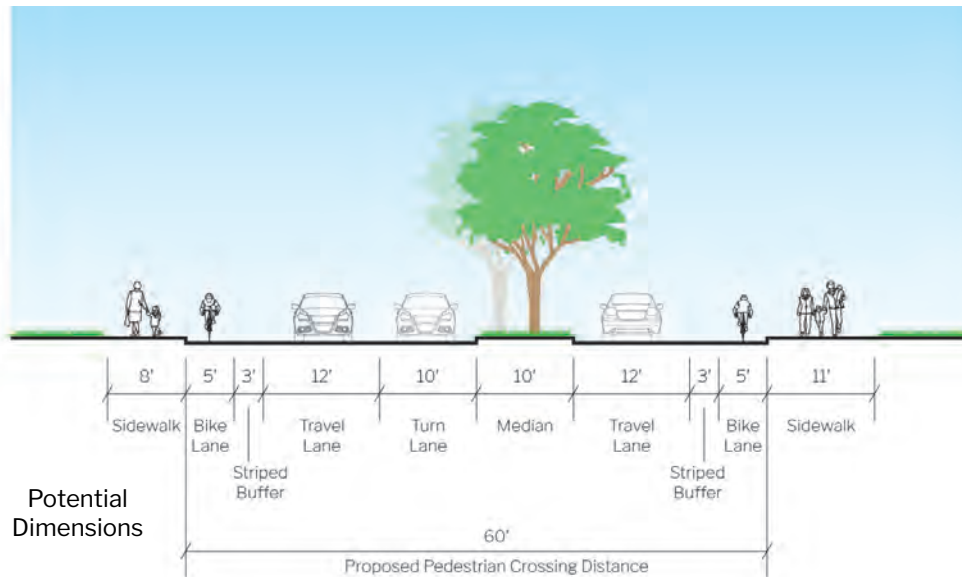 8' 5' 3' 12' 10' 10' 12' 3' 5' 11'
Sidewalk Bike Travel Turn Median Travel Bike Sidewalk
Lane Lane Lane Lane Lane
Striped Striped
Buffer Buffer
Potential
Dimensions
60'
Proposed Pedestrian Crossing Distance